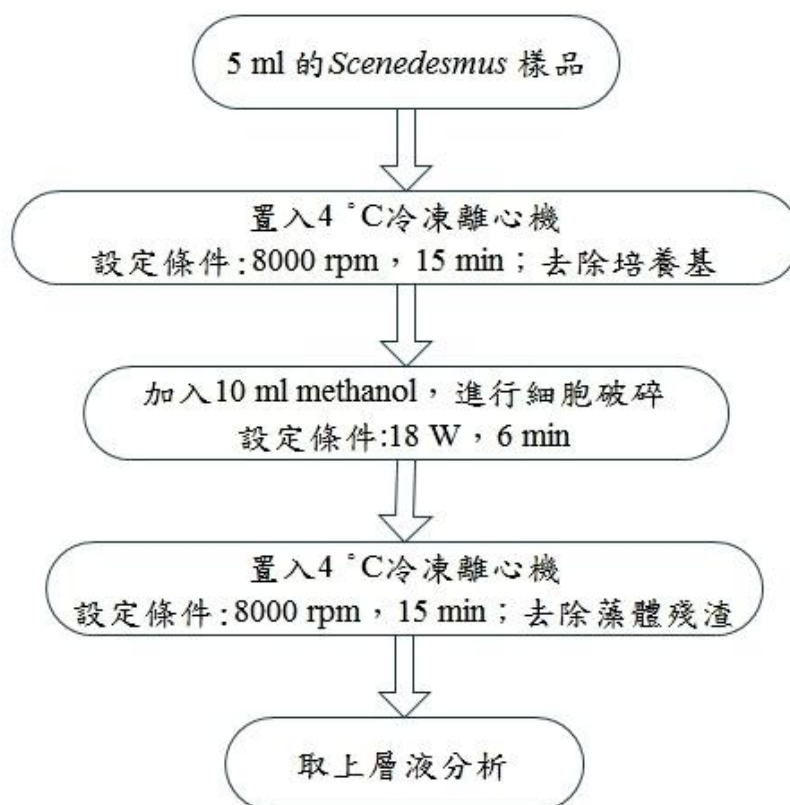 5 ml 的Scenedesmus 樣品
置入4 ˚C冷凍離心機
設定條件:8000 rpm，15 min；去除培養基
加入10 ml methanol，進行細胞破碎
設定條件:18 W，6 min
置入4 ˚C冷凍離心機
設定條件:8000 rpm，15 min；去除藻體殘渣
取上層液分析